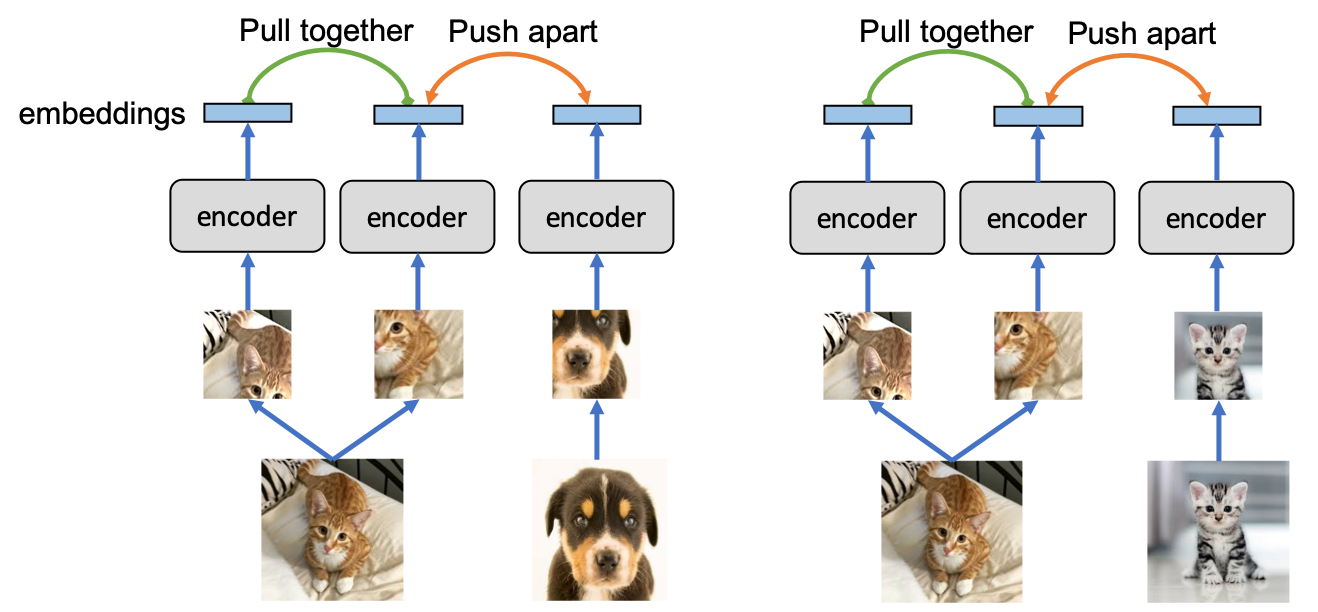 Pull together
Push apart
embeddings
encoder
encoder
encoder
Pull together
Push apart
encoder
encoder
encoder